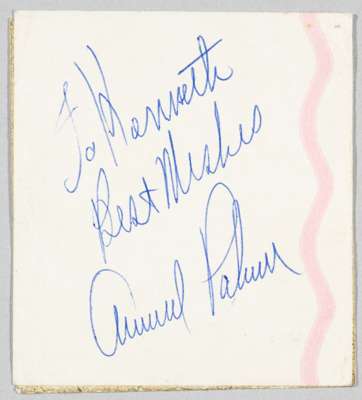 To Kenneth
Best Wishes
Arnold Palmer